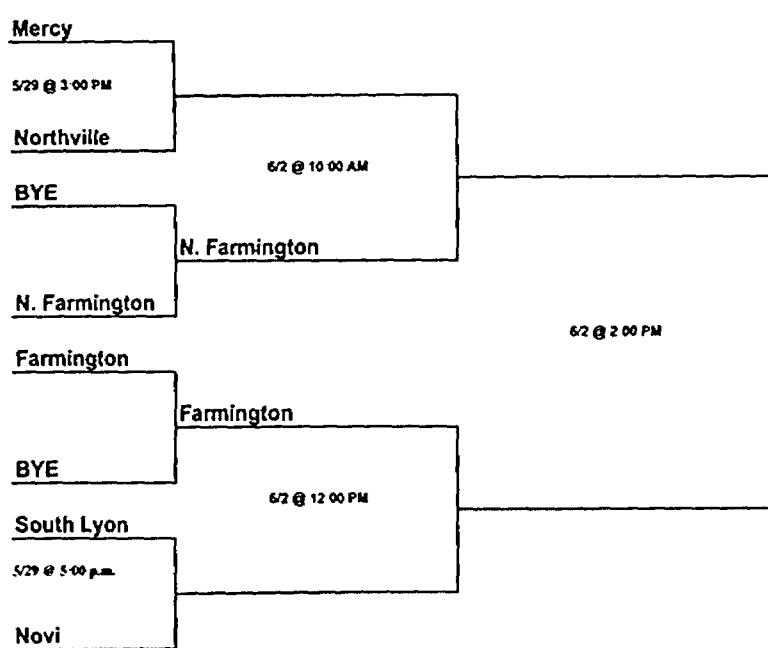 Mercy
5/29 @ 3:00 PM
Northville
6/2 @ 10 00 AM
BYE
N. Farmington
N. Farmington
6/2 @ 2.00 PM
Farmington
Farmington
BYE
6/2 @ 12 00 PM
South Lyon
5/29 @ 5:00 p.m.
Novi